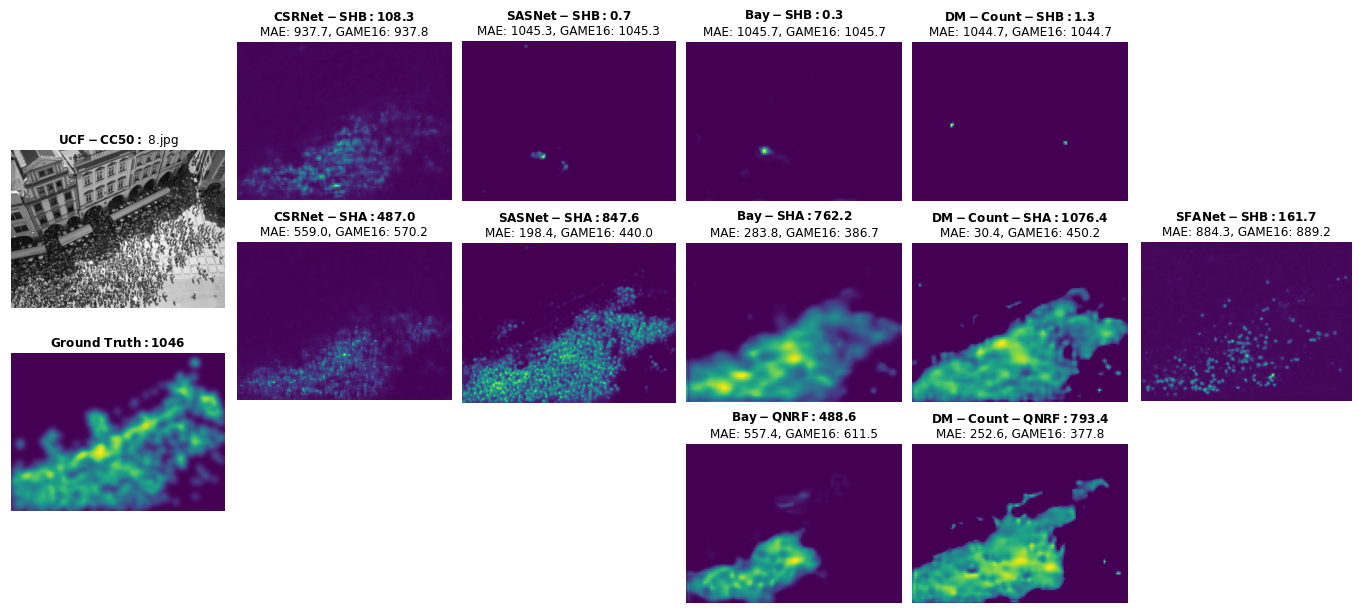 CSRNet − SHB : 108.3
MAE: 937.7, GAME16: 937.8
SASNet − SHB : 0.7
MAE: 1045.3, GAME16: 1045.3
Bay − SHB : 0.3
MAE: 1045.7, GAME16: 1045.7
DM − Count − SHB : 1.3
MAE: 1044.7, GAME16: 1044.7
UCF − CC50 : 8.jpg
CSRNet − SHA : 487.0
MAE: 559.0, GAME16: 570.2
SASNet − SHA : 847.6
MAE: 198.4, GAME16: 440.0
Bay − SHA : 762.2
MAE: 283.8, GAME16: 386.7
DM − Count − SHA : 1076.4
MAE: 30.4, GAME16: 450.2
SFANet − SHB : 161.7
MAE: 884.3, GAME16: 889.2
Ground Truth : 1046
Bay − QNRF : 488.6
MAE: 557.4, GAME16: 611.5
DM − Count − QNRF : 793.4
MAE: 252.6, GAME16: 377.8